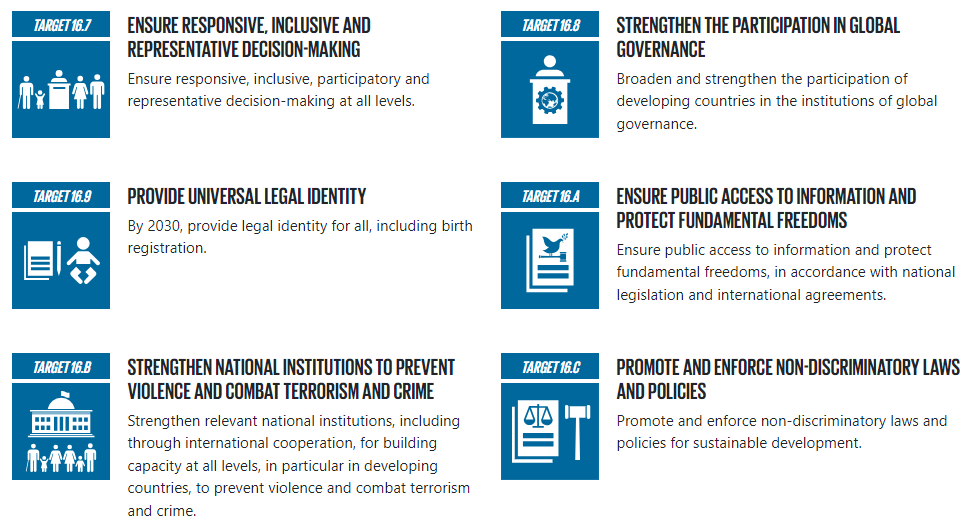 TARGET 16.7
ENSURE RESPONSIVE, INCLUSIVE AND
REPRESENTATIVE DECISION-MAKING
Ensure responsive, inclusive, participatory and
representative decision-making at all levels.
TARGET 16.8
STRENGTHEN THE PARTICIPATION IN GLOBAL
GOVERNANCE
Broaden and strengthen the participation of
developing countries in the institutions of global
governance.
TARGET 16.9
PROVIDE UNIVERSAL LEGAL IDENTITY
By 2030, provide legal identity for all, including birth
registration.
TARGET 16.A
ENSURE PUBLIC ACCESS TO INFORMATION AND
PROTECT FUNDAMENTAL FREEDOMS
Ensure public access to information and protect
fundamental freedoms, in accordance with national
legislation and international agreements.
TARGET 16.B
STRENGTHEN NATIONAL INSTITUTIONS TO PREVENT
VIOLENCE AND COMBAT TERRORISM AND CRIME
Strengthen relevant national institutions, including
through international cooperation, for building
capacity at all levels, in particular in developing
countries, to prevent violence and combat terrorism
and crime.
TARGET 16.C
PROMOTE AND ENFORCE NON-DISCRIMINATORY LAWS
AND POLICIES
Promote and enforce non-discriminatory laws and
policies for sustainable development.